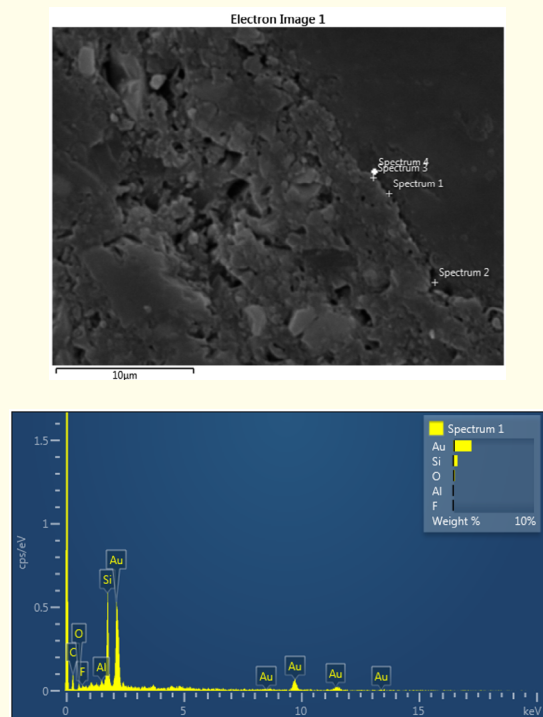 Electron Image 1
Spectrum 4
Spectrum 3
Spectrum 1
Spectrum 2
10μm
Spectrum 1
Au
Si
O
Al
F
Weight % 10%
1.5
1
0.5
0
cps/eV
Au
Si
O
C
F
Al
Au
Au
Au
Au
0 5 10 15 keV